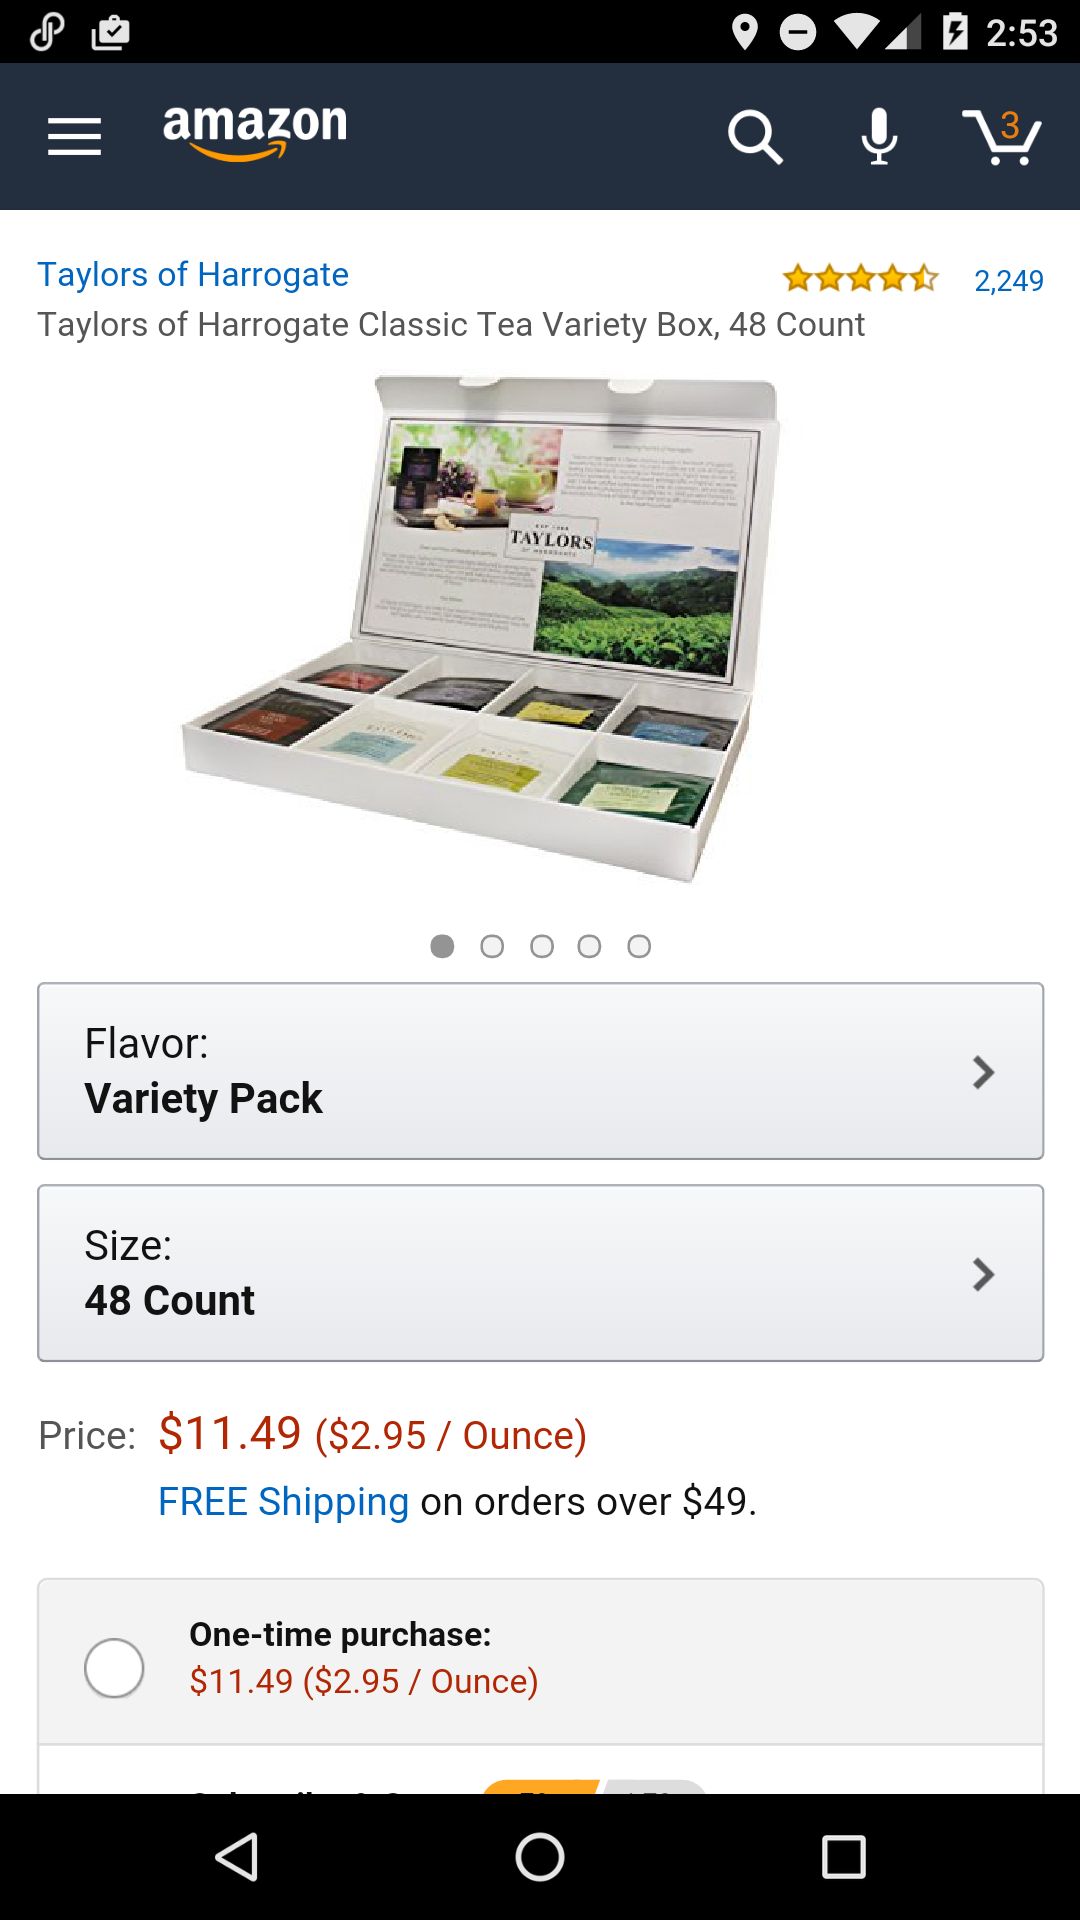 2:53
amazon
3
Taylors of Harrogate
2,249
Taylors of Harrogate Classic Tea Variety Box, 48 Count
TAYLORS
OF HARROGATE
Flavor:
Variety Pack
Size:
48 Count
Price: $11.49 ($2.95 / Ounce)
FREE Shipping on orders over $49.
One-time purchase:
$11.49 ($2.95 / Ounce)